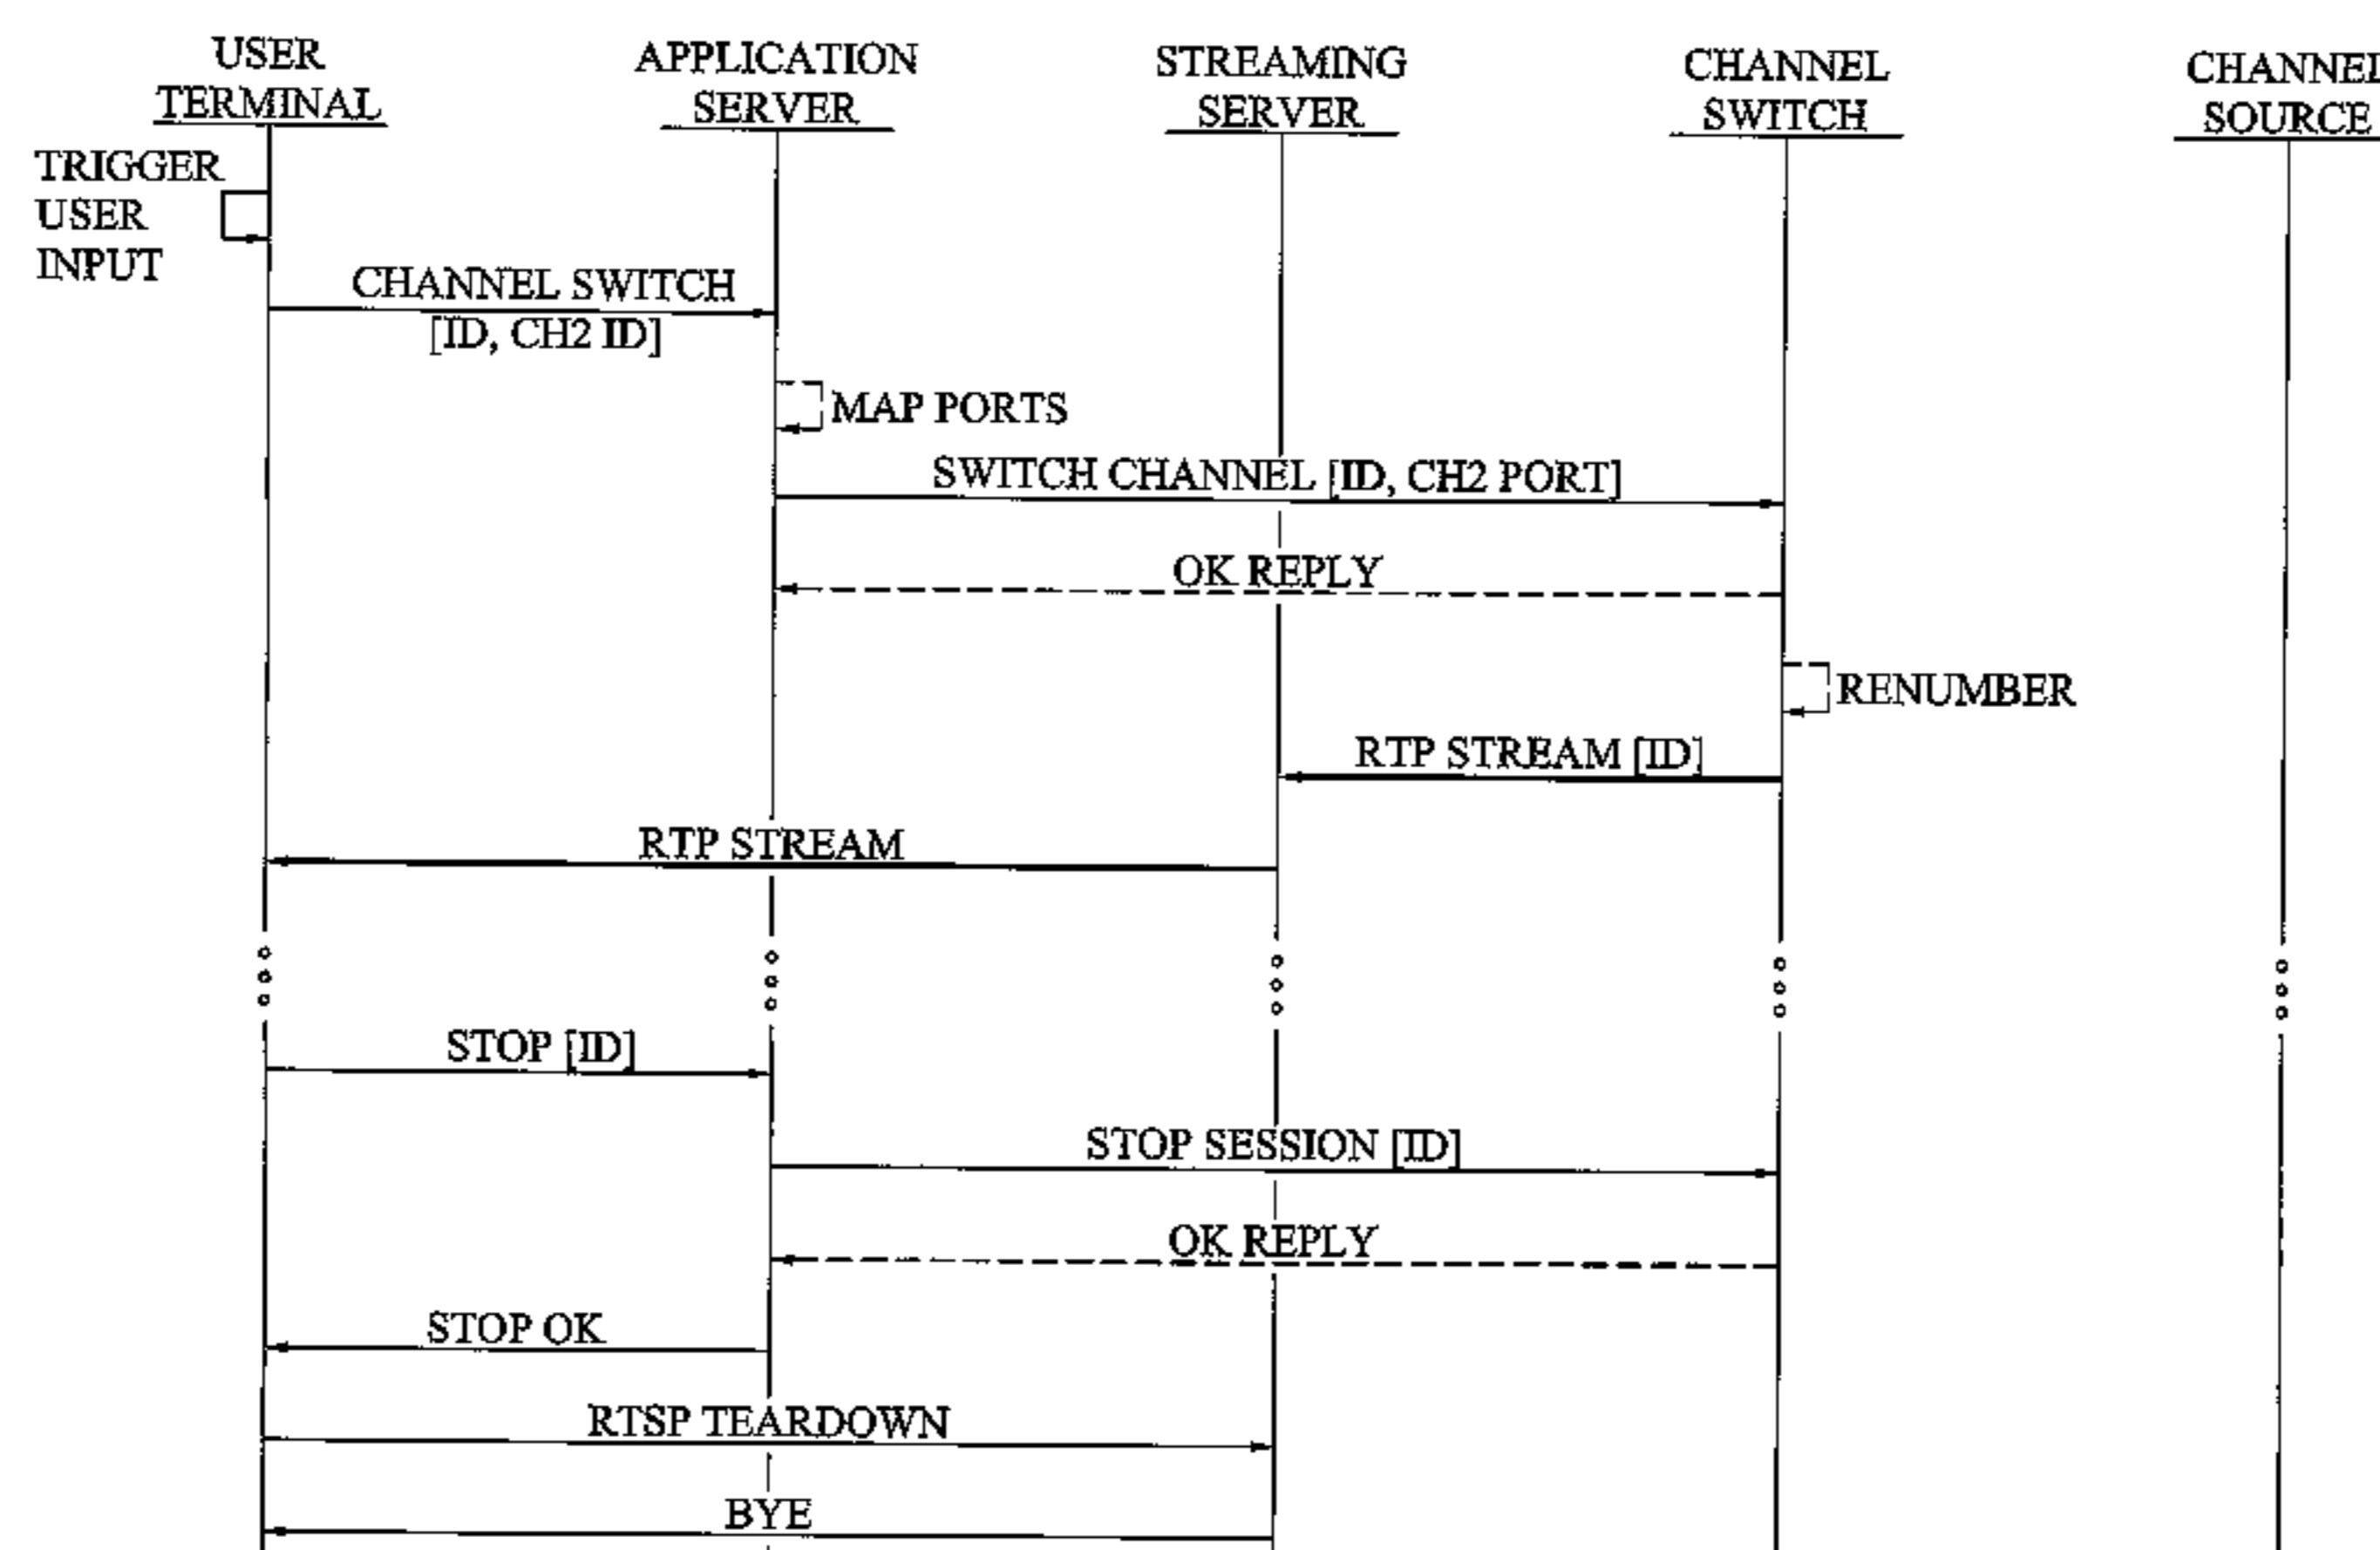 USER
TERMINAL
APPLICATION
SERVER
STREAMING
SERVER
CHANNEL
SWITCH
CHANNEL
SOURCE
TRIGGER
USER
INPUT
CHANNEL SWITCH
[ID, CH2 ID]
MAP PORTS
SWITCH CHANNEL [ID, CH2 PORT]
OK REPLY
RENUMBER
RTP STREAM [ID]
RTP STREAM
STOP [ID]
STOP SESSION [ID]
OK REPLY
STOP OK
RTSP TEARDOWN
BYE